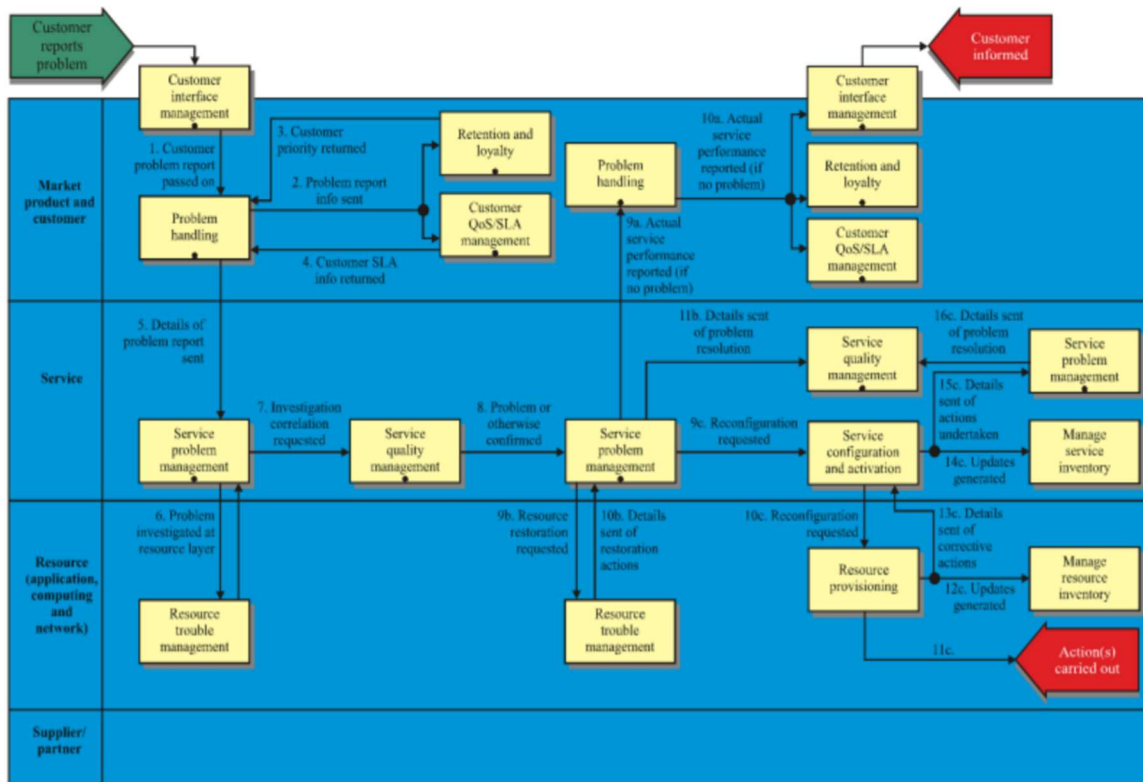 Customer
reports
problem
Customer
informed
Customer
interface
management
Customer
interface
management
Market
product and
customer
1. Customer
problem report
passed on
3. Customer
priority returned
2. Problem report
info sent
Retention and
loyalty
Problem
handling
Customer
QoS/SLA
management
4. Customer SLA
info returned
Problem
handling
10a. Actual
service
performance
reported (if
no problem)
Retention and
loyalty
Customer
QoS/SLA
management
9a. Actual
service
performance
reported (if
no problem)
Service
5. Details of
problem report
sent
11b. Details sent
of problem
resolution
Service
quality
management
16c. Details sent
of problem
resolution
Service
problem
management
15c. Details
sent of
actions
undertaken
Service
problem
management
7. Investigation
correlation
requested
Service
quality
management
8. Problem or
otherwise
confirmed
Service
problem
management
9c. Reconfiguration
requested
Service
configuration
and activation
Manage
service
inventory
14c. Updates
generated
Resource
(application,
computing
and
network)
6. Problem
investigated at
resource layer
9b. Resource
restoration
requested
10b. Details
sent of
restoration
actions
10c. Reconfiguration
requested
13c. Details
sent of
corrective
actions
Resource
provisioning
Manage
resource
inventory
12c. Updates
generated
Resource
trouble
management
Resource
trouble
management
11c.
Action(s)
carried out
Supplier/
partner